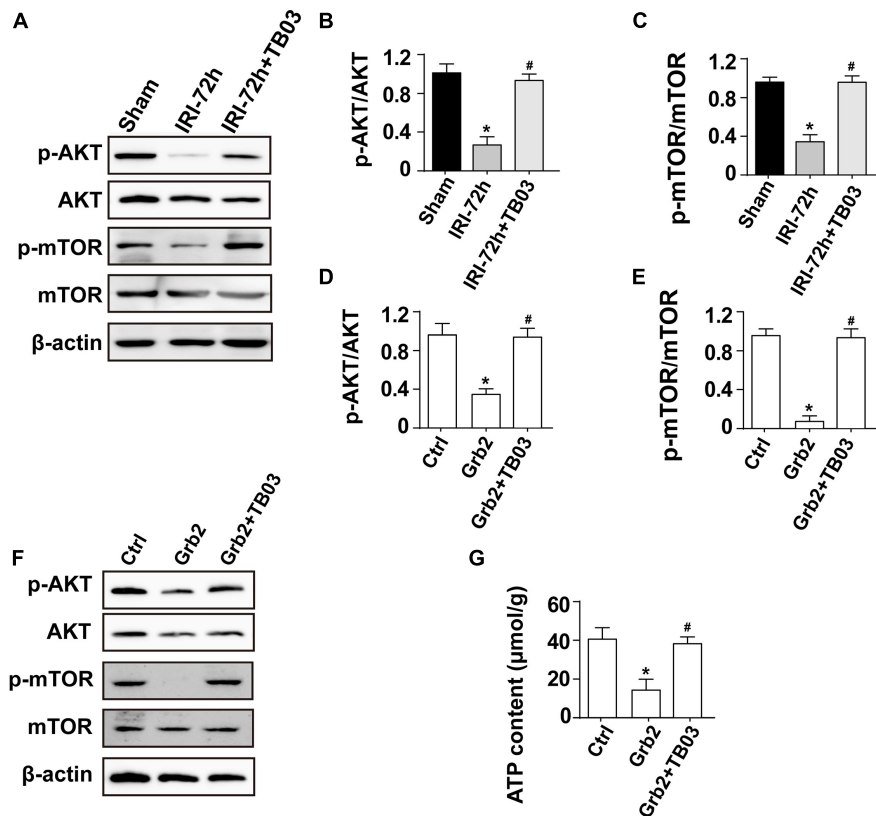 A
Sham
IRI-72h
IRI-72h+TB03
p-AKT
AKT
p-mTOR
mTOR
β-actin
B
p-AKT/AKT
1.2
0.8
0.4
0
*
#
Sham
IRI-72h
IRI-72h+TB03
C
p-mTOR/mTOR
1.2
0.8
0.4
0
*
#
Sham
IRI-72h
IRI-72h+TB03
D
p-AKT/AKT
1.2
0.8
0.4
0
*
#
Ctrl
Grb2
Grb2+TB03
E
p-mTOR/mTOR
1.2
0.8
0.4
0
*
#
Ctrl
Grb2
Grb2+TB03
F
Ctrl
Grb2
Grb2+TB03
p-AKT
AKT
p-mTOR
mTOR
β-actin
G
ATP content (μmol/g)
60
40
20
0
*
#
Ctrl
Grb2
Grb2+TB03